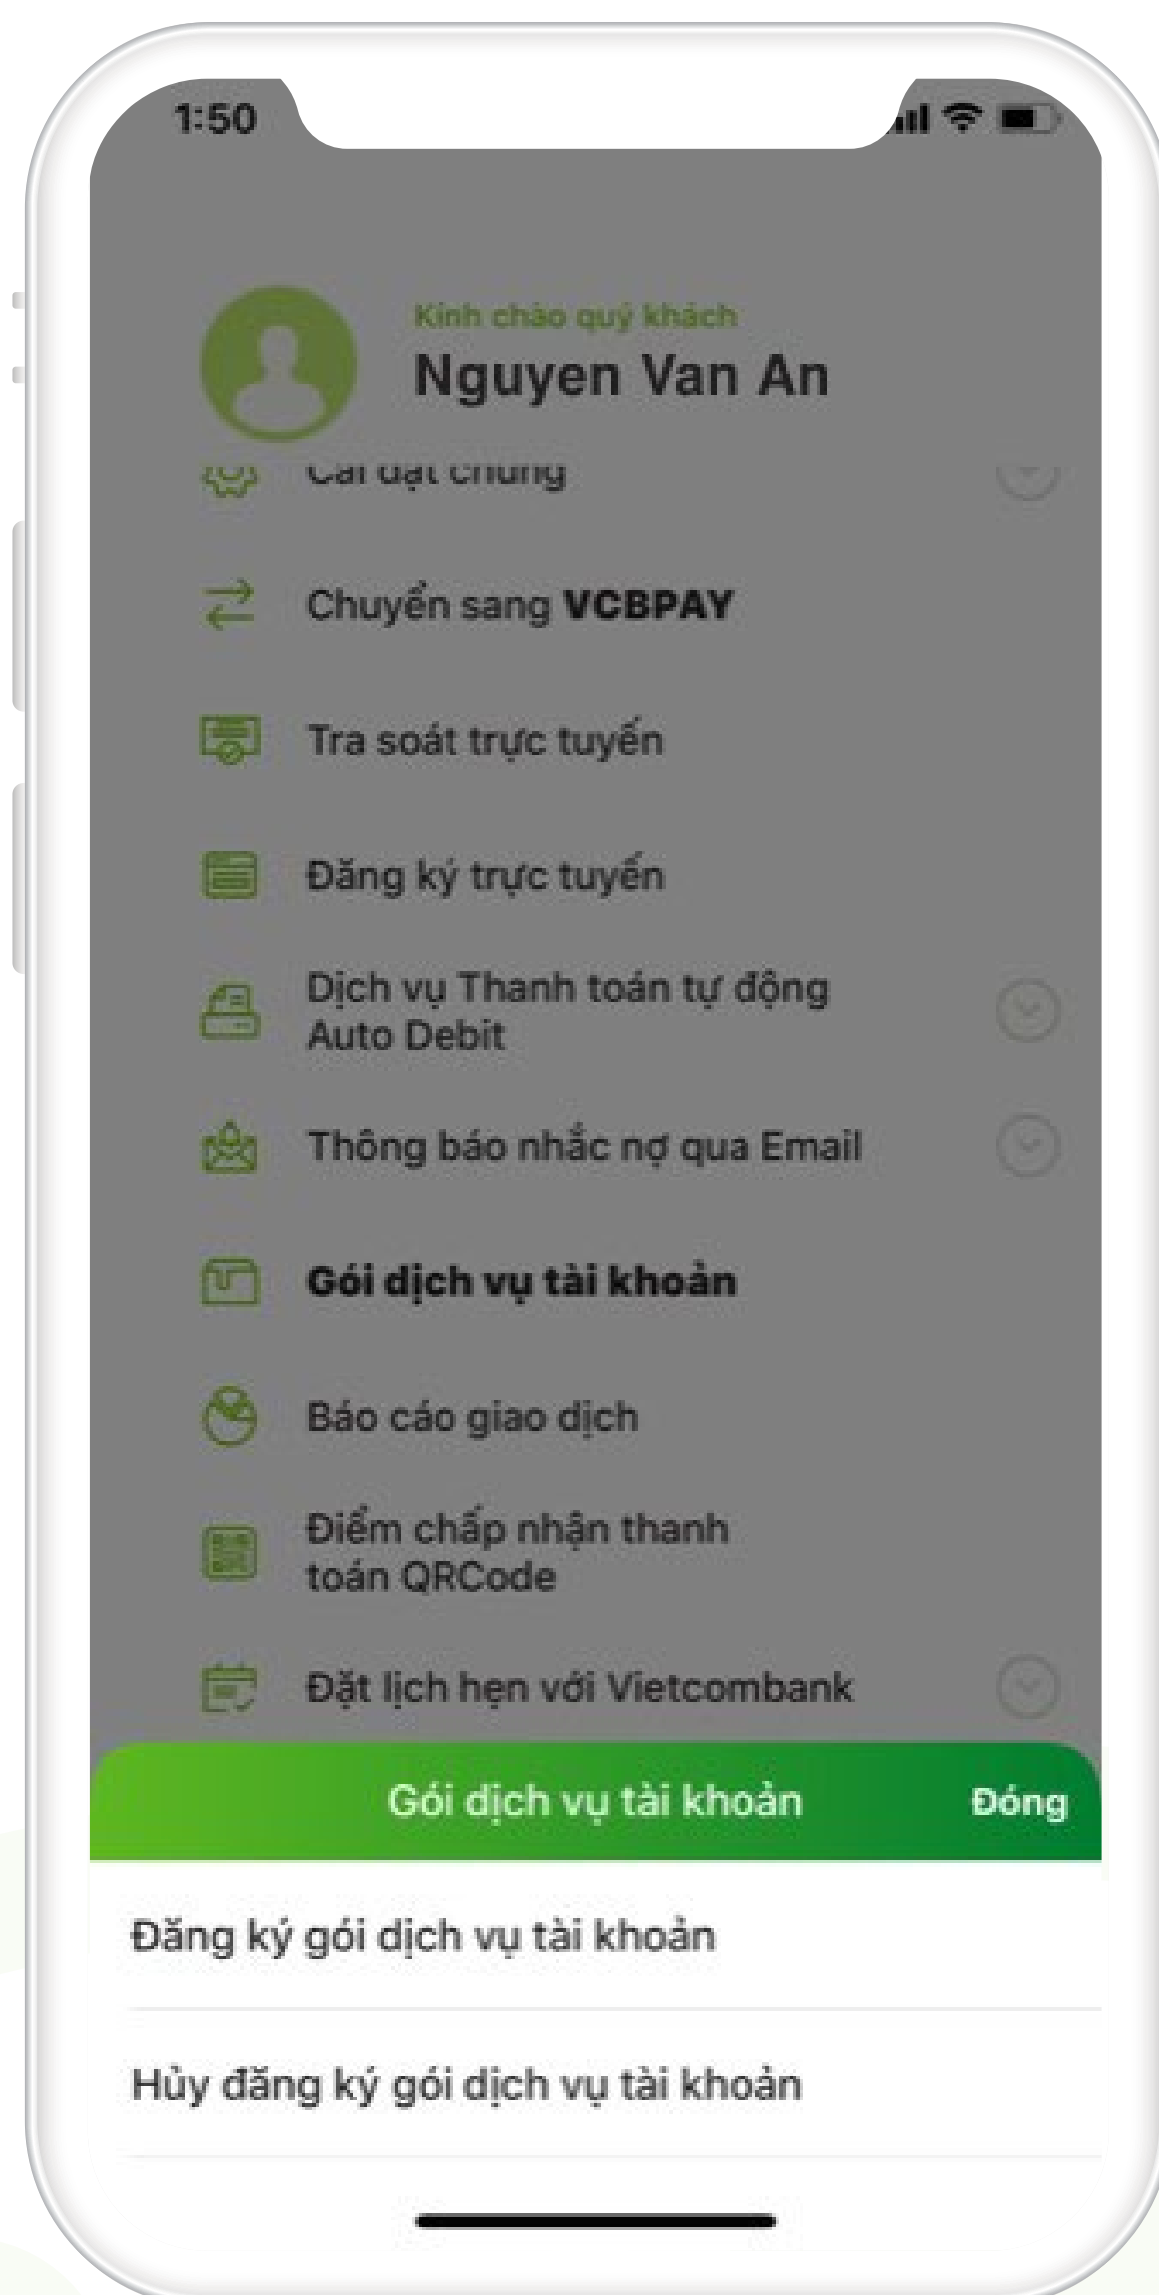 1:50
Kính chào quý khách
Nguyen Van An
Cài đặt chung
Chuyển sang VCBPAY
Tra soát trực tuyến
Đăng ký trực tuyến
Dịch vụ Thanh toán tự động
Auto Debit
Thông báo nhắc nợ qua Email
Gói dịch vụ tài khoản
Báo cáo giao dịch
Điểm chấp nhận thanh
toán QRCode
Đặt lịch hẹn với Vietcombank
Gói dịch vụ tài khoản Đóng
Đăng ký gói dịch vụ tài khoản
Hủy đăng ký gói dịch vụ tài khoản